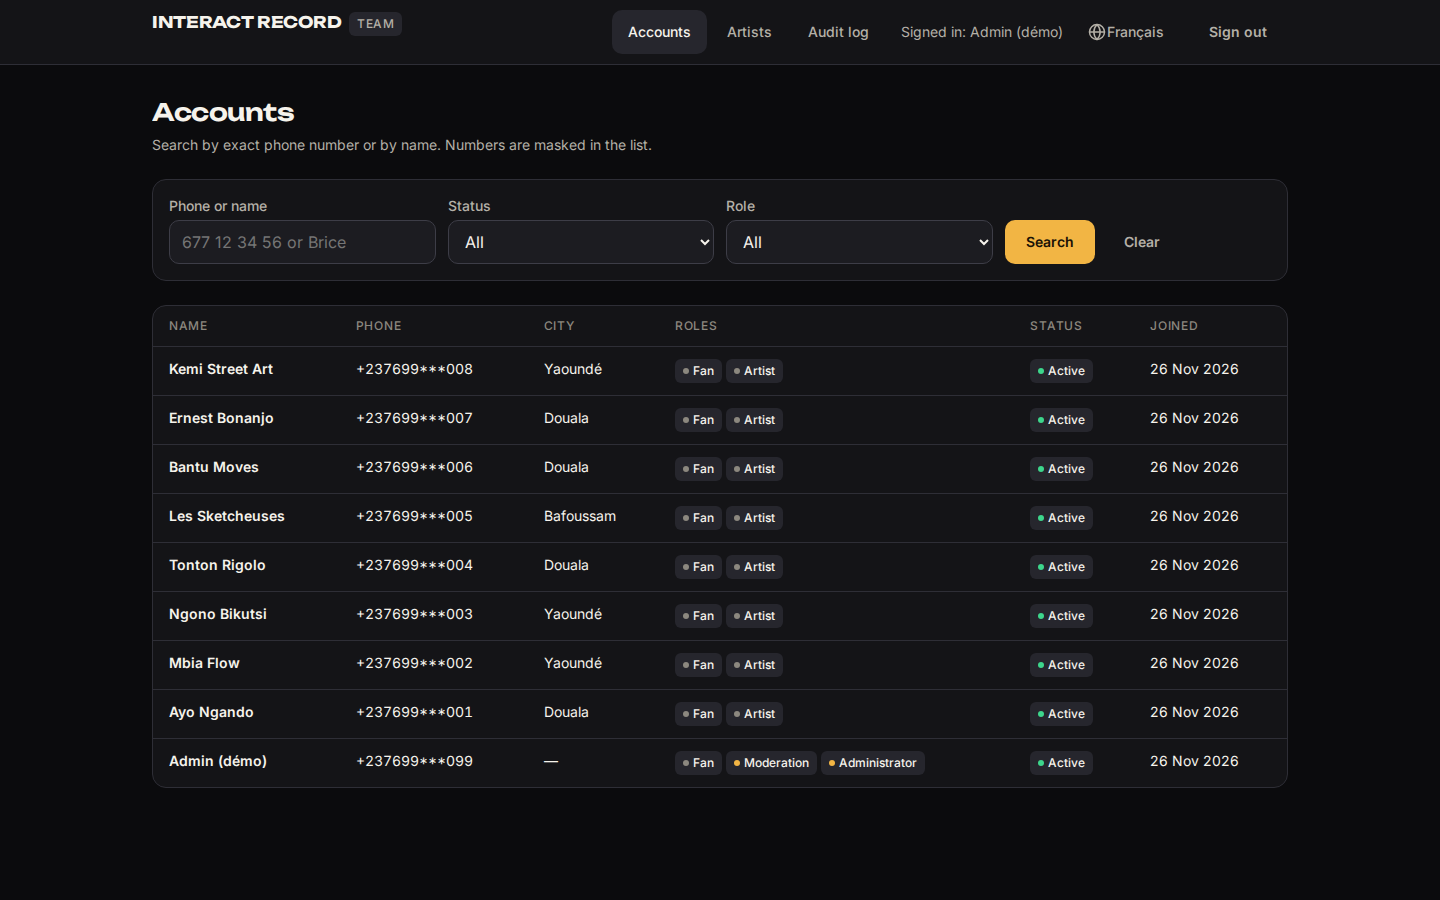 INTERACT RECORD TEAM Accounts Artists Audit log Signed in: Admin (démo) Français Sign out
Accounts
Search by exact phone number or by name. Numbers are masked in the list.
Phone or name Status Role
677 12 34 56 or Brice All All Search Clear
NAME PHONE CITY ROLES STATUS JOINED
Kemi Street Art +237699***008 Yaoundé Fan Artist Active 26 Nov 2026
Ernest Bonanjo +237699***007 Douala Fan Artist Active 26 Nov 2026
Bantu Moves +237699***006 Douala Fan Artist Active 26 Nov 2026
Les Sketcheuses +237699***005 Bafoussam Fan Artist Active 26 Nov 2026
Tonton Rigolo +237699***004 Douala Fan Artist Active 26 Nov 2026
Ngono Bikutsi +237699***003 Yaoundé Fan Artist Active 26 Nov 2026
Mbia Flow +237699***002 Yaoundé Fan Artist Active 26 Nov 2026
Ayo Ngando +237699***001 Douala Fan Artist Active 26 Nov 2026
Admin (démo) +237699***099 — Fan Moderation Administrator Active 26 Nov 2026